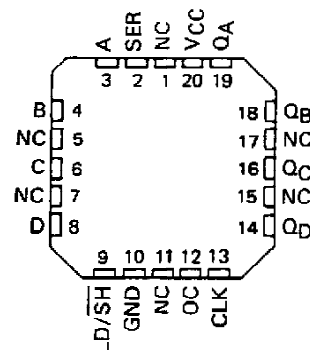 A SER NC VCC QA
3 2 1 20 19
B 4 18 QB
NC 5 17 NC
C 6 16 QC
NC 7 15 NC
D 8 14 QD
9 10 11 12 13
LD/SH GND NC OC CLK